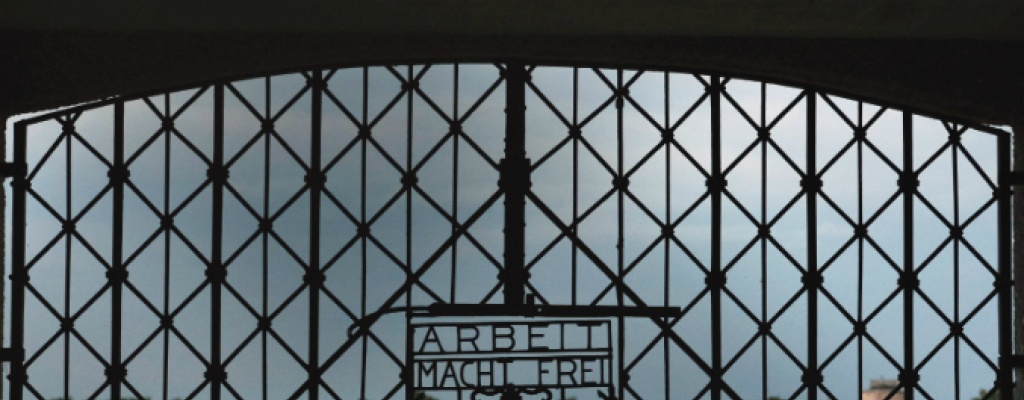 ARBEIT
MACHT FREI